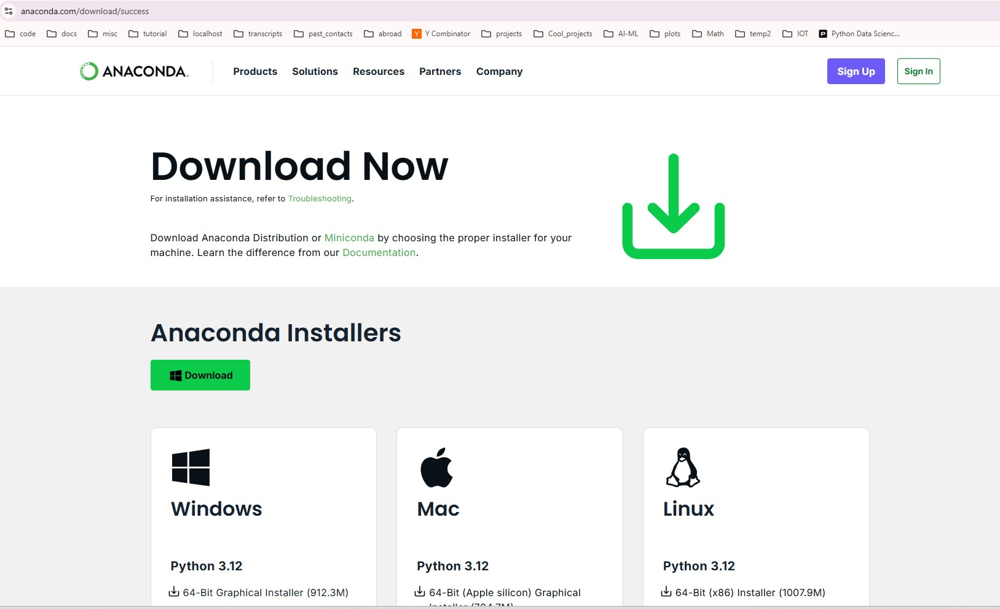 anaconda.com/download/success
code docs misc tutorial localhost transcripts past_contacts abroad Y Y Combinator projects Cool_projects AI-ML plots Math temp2 IOT P Python Data Scienc...
ANACONDA. Products Solutions Resources Partners Company Sign Up Sign In
Download Now
For installation assistance, refer to Troubleshooting.
Download Anaconda Distribution or Miniconda by choosing the proper installer for your
machine. Learn the difference from our Documentation.
Anaconda Installers
Download
Windows
Python 3.12
64-Bit Graphical Installer (912.3M)
Mac
Python 3.12
64-Bit (Apple silicon) Graphical
Installer (704.7M)
Linux
Python 3.12
64-Bit (x86) Installer (1007.9M)